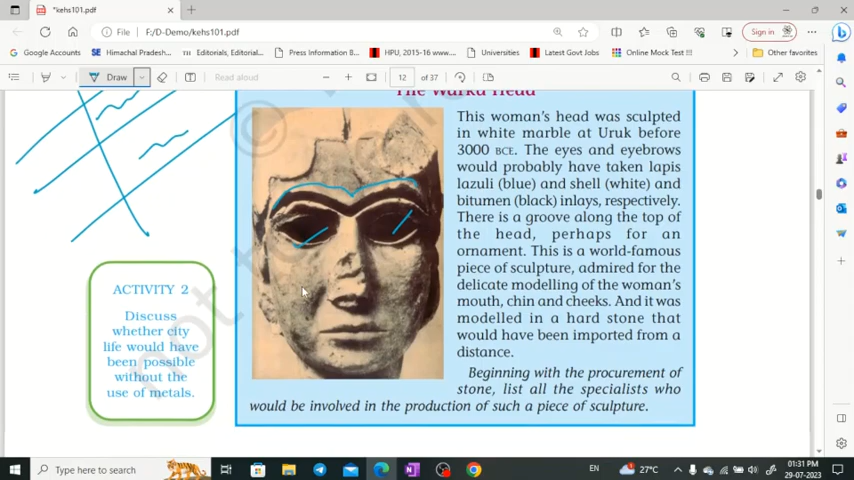 *kehs101.pdf
File
F:/D-Demo/kehs101.pdf
Sign in
Google Accounts
Himachal Pradesh...
Editorials, Editorial...
Press Information B...
HPU, 2015-16 www....
Universities
Latest Govt Jobs
Online Mock Test !!!
Other favorites
Draw
Read aloud
12
of 37
The Warka Head
This woman's head was sculpted
in white marble at Uruk before
3000 BCE. The eyes and eyebrows
would probably have taken lapis
lazuli (blue) and shell (white) and
bitumen (black) inlays, respectively.
There is a groove along the top of
the head, perhaps for an
ornament. This is a world-famous
piece of sculpture, admired for the
delicate modelling of the woman's
mouth, chin and cheeks. And it was
modelled in a hard stone that
would have been imported from a
distance.
Beginning with the procurement of
stone, list all the specialists who
would be involved in the production of such a piece of sculpture.
ACTIVITY 2
Discuss
whether city
life would have
been possible
without the
use of metals.
not to be
©
Type here to search
EN
27°C
01:31 PM
29-07-2023